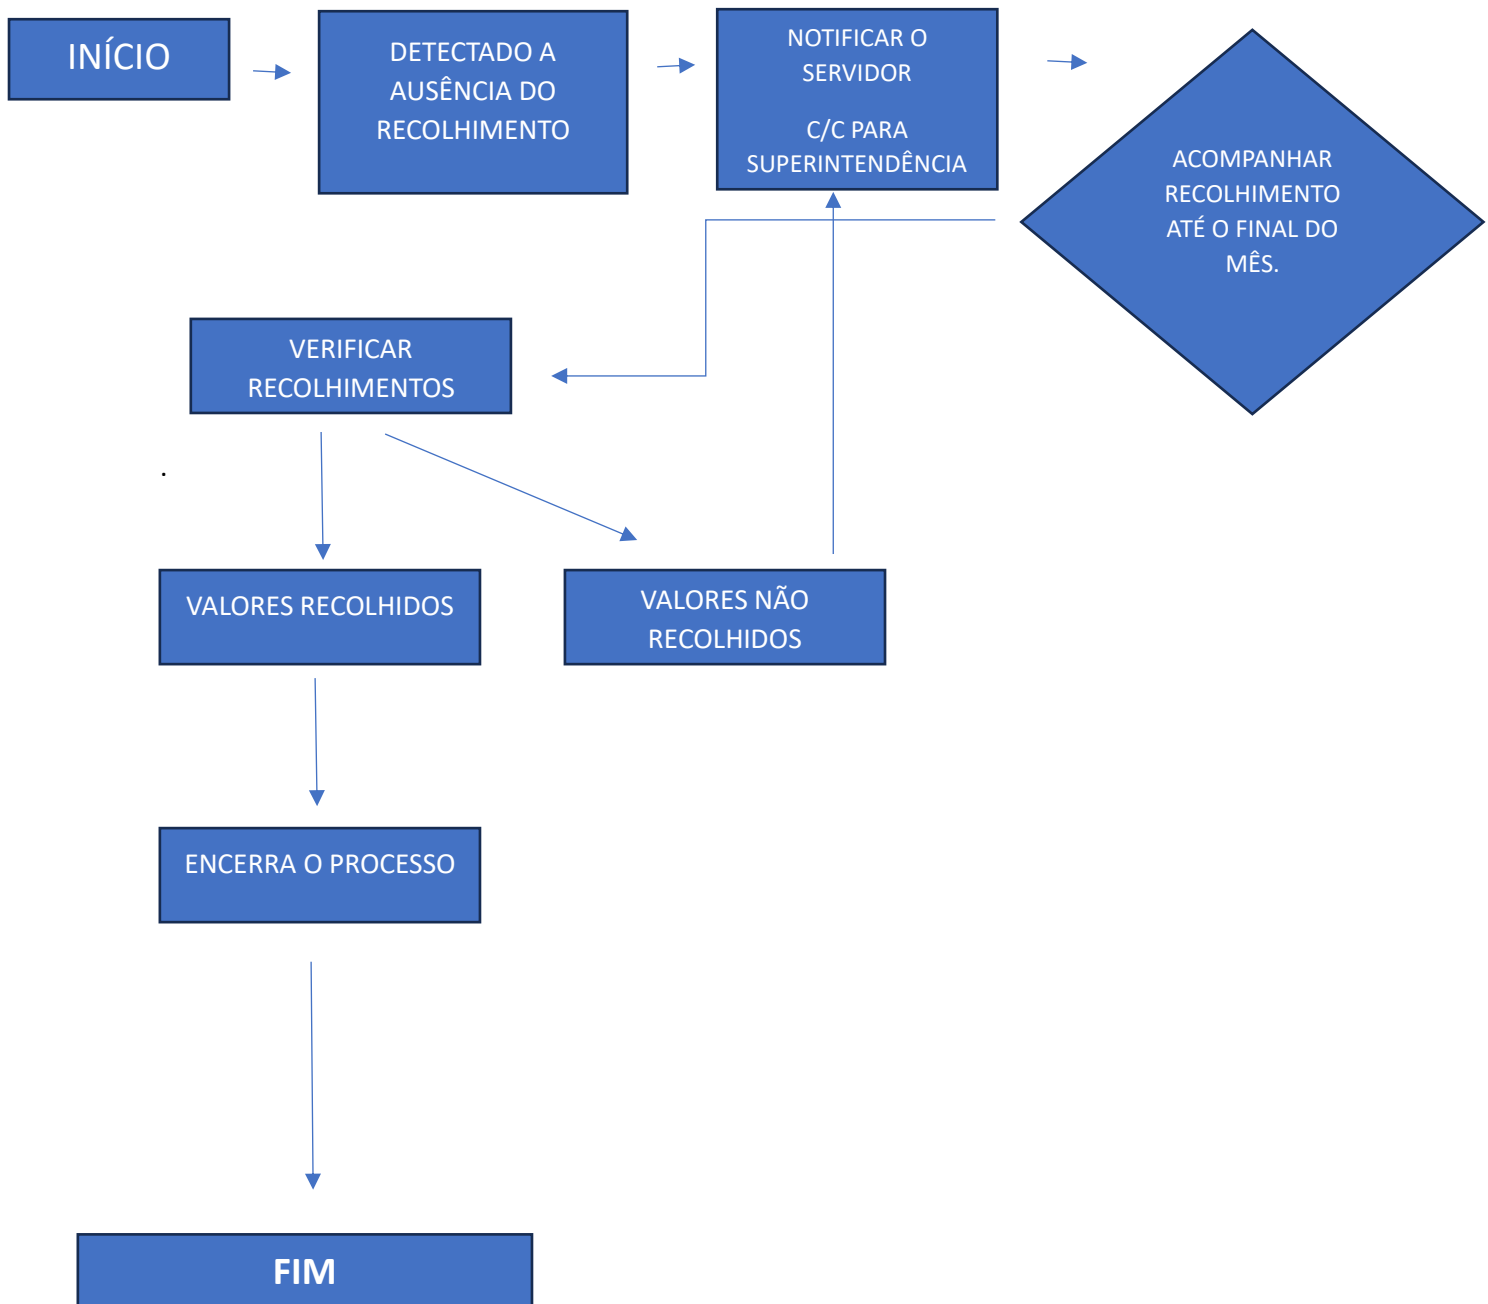 INÍCIO
DETECTADO A
AUSÊNCIA DO
RECOLHIMENTO
NOTIFICAR O
SERVIDOR
C/C PARA
SUPERINTENDÊNCIA
ACOMPANHAR
RECOLHIMENTO
ATÉ O FINAL DO
MÊS.
VERIFICAR
RECOLHIMENTOS
.
VALORES RECOLHIDOS
VALORES NÃO
RECOLHIDOS
ENCERRA O PROCESSO
FIM